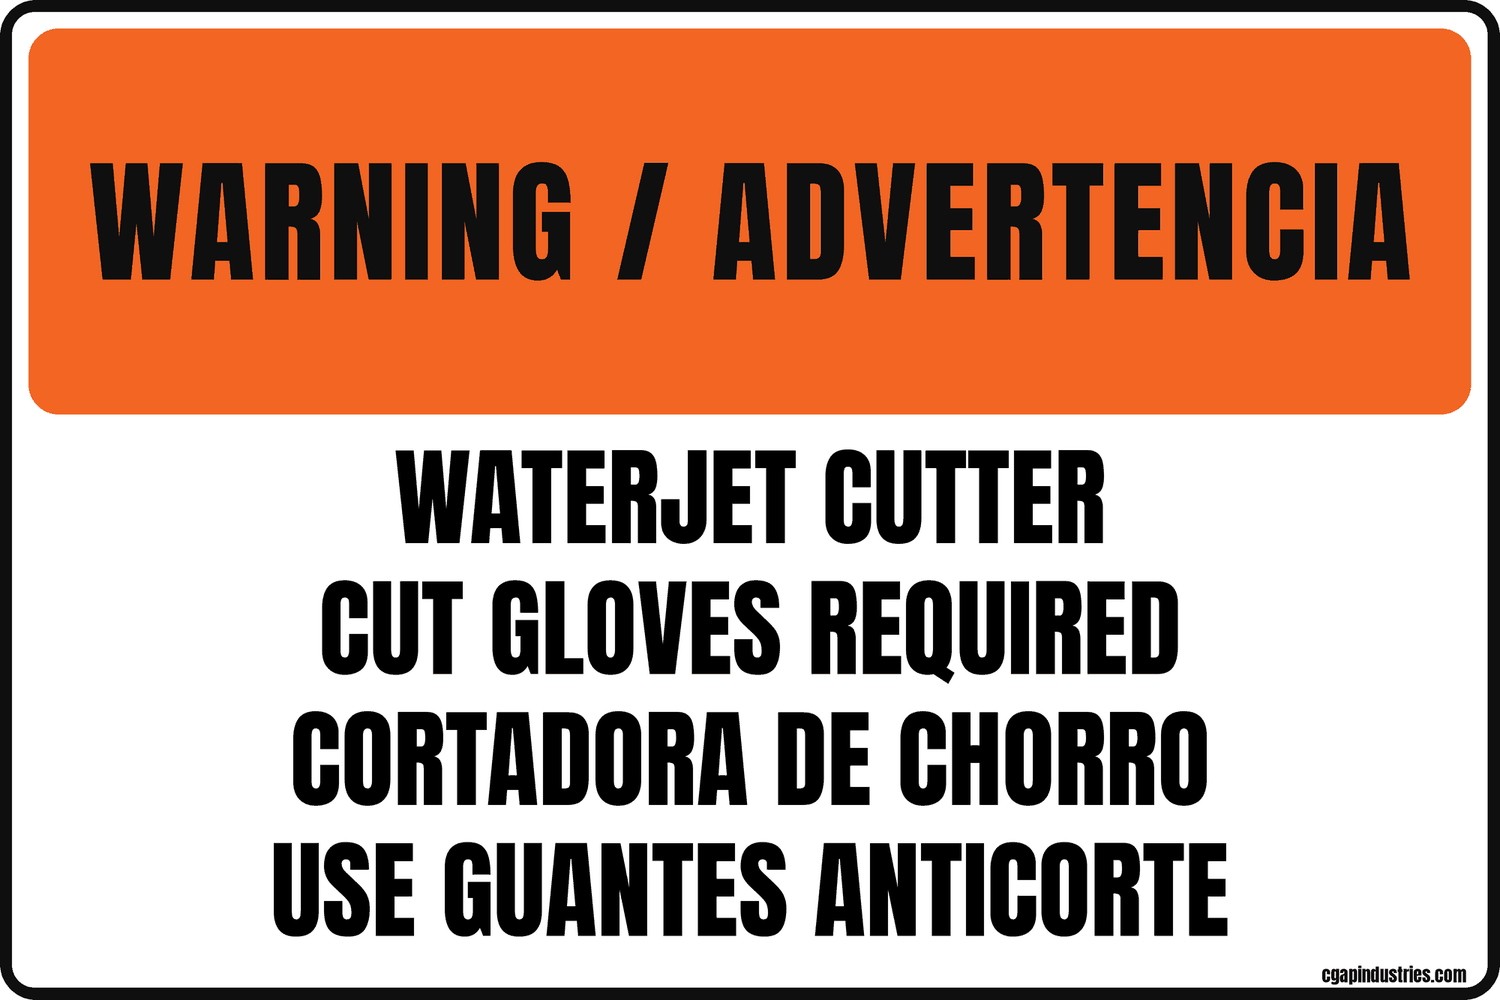 WARNING / ADVERTENCIA
WATERJET CUTTER
CUT GLOVES REQUIRED
CORTADORA DE CHORRO
USE GUANTES ANTICORTE
cgapindustries.com